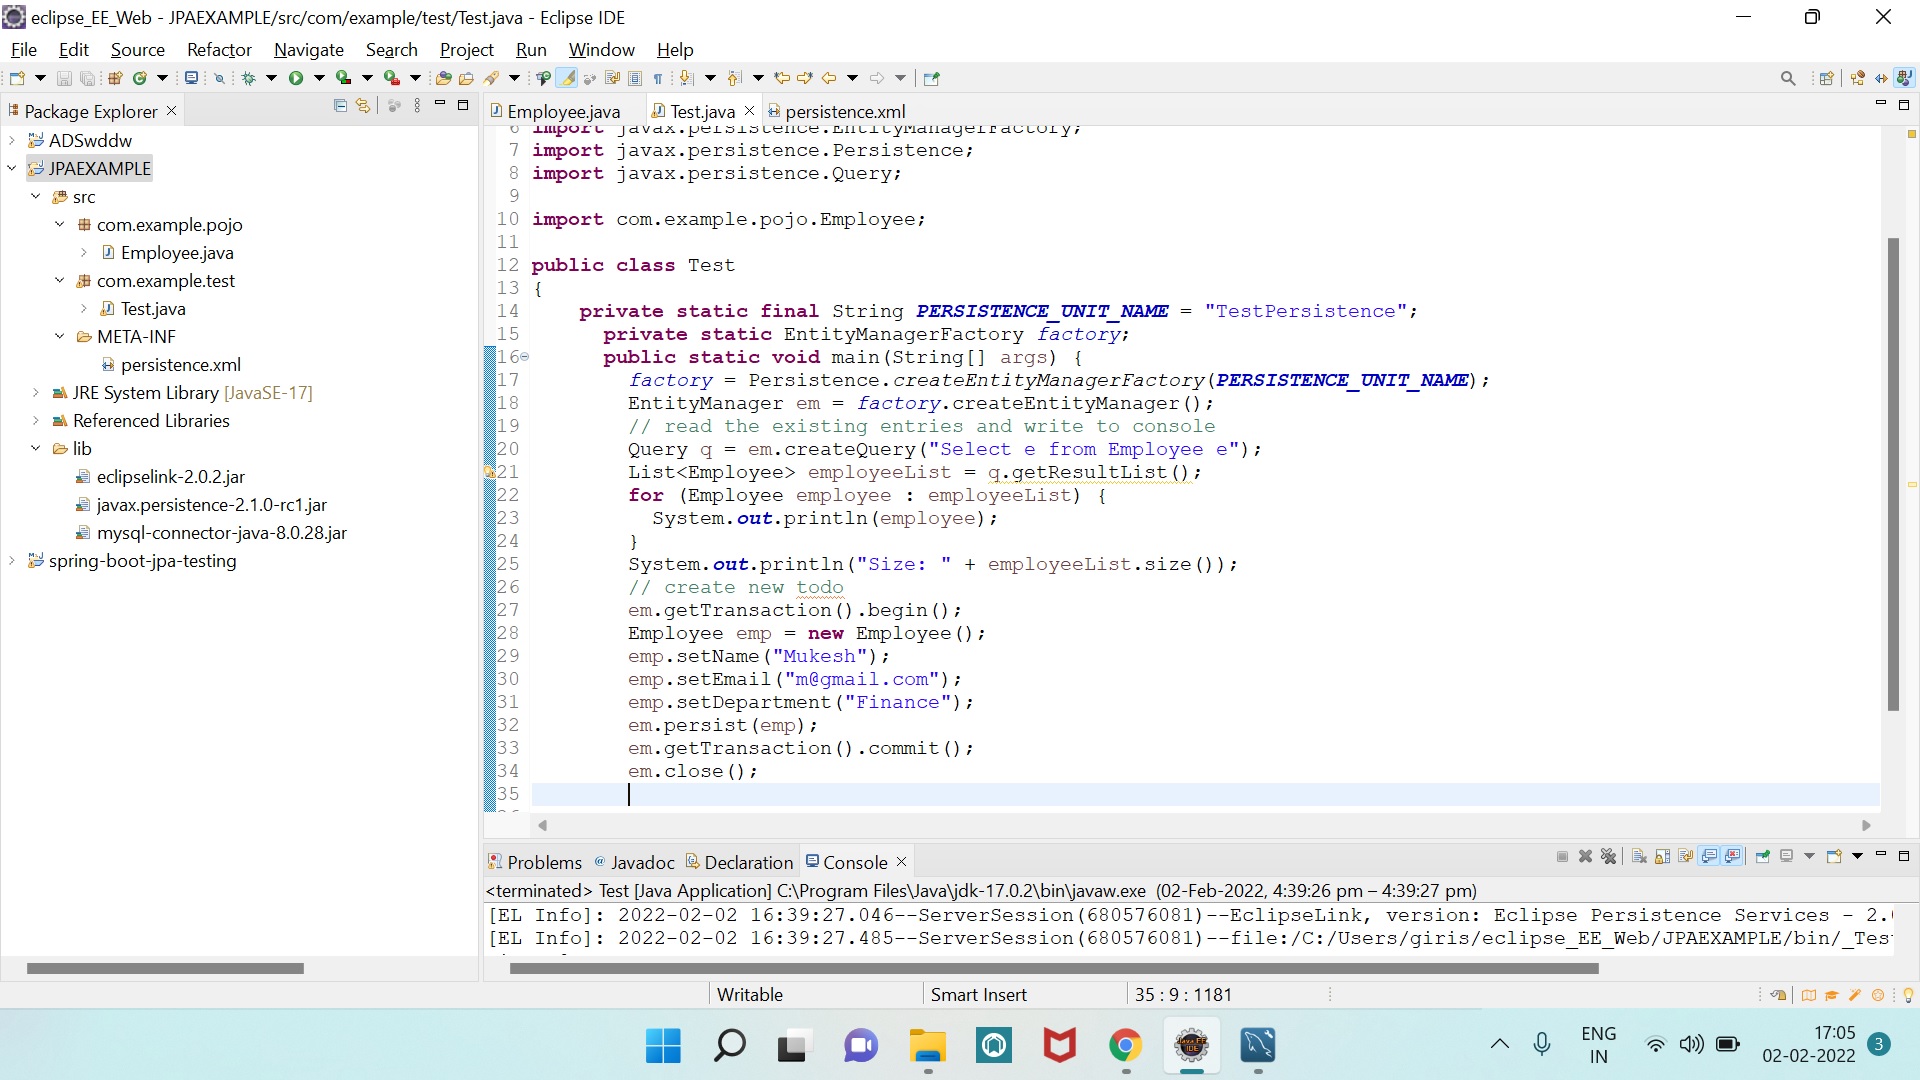 eclipse_EE_Web - JPAEXAMPLE/src/com/example/test/Test.java - Eclipse IDE
File Edit Source Refactor Navigate Search Project Run Window Help
Package Explorer
ADSwddw
JPAEXAMPLE
src
com.example.pojo
Employee.java
com.example.test
Test.java
META-INF
persistence.xml
JRE System Library [JavaSE-17]
Referenced Libraries
lib
eclipselink-2.0.2.jar
javax.persistence-2.1.0-rc1.jar
mysql-connector-java-8.0.28.jar
spring-boot-jpa-testing
Employee.java Test.java persistence.xml
6 import javax.persistence.EntityManagerFactory;
7 import javax.persistence.Persistence;
8 import javax.persistence.Query;
9
10 import com.example.pojo.Employee;
11
12 public class Test
13 {
14 private static final String PERSISTENCE_UNIT_NAME = "TestPersistence";
15 private static EntityManagerFactory factory;
16 public static void main(String[] args) {
17 factory = Persistence.createEntityManagerFactory(PERSISTENCE_UNIT_NAME);
18 EntityManager em = factory.createEntityManager();
19 // read the existing entries and write to console
20 Query q = em.createQuery("Select e from Employee e");
21 List<Employee> employeeList = q.getResultList();
22 for (Employee employee : employeeList) {
23 System.out.println(employee);
24 }
25 System.out.println("Size: " + employeeList.size());
26 // create new todo
27 em.getTransaction().begin();
28 Employee emp = new Employee();
29 emp.setName("Mukesh");
30 emp.setEmail("m@gmail.com");
31 emp.setDepartment("Finance");
32 em.persist(emp);
33 em.getTransaction().commit();
34 em.close();
35
Problems Javadoc Declaration Console
<terminated> Test [Java Application] C:\Program Files\Java\jdk-17.0.2\bin\javaw.exe (02-Feb-2022, 4:39:26 pm – 4:39:27 pm)
[EL Info]: 2022-02-02 16:39:27.046--ServerSession(680576081)--EclipseLink, version: Eclipse Persistence Services - 2.
[EL Info]: 2022-02-02 16:39:27.485--ServerSession(680576081)--file:/C:/Users/giris/eclipse_EE_Web/JPAEXAMPLE/bin/_Tes
Writable Smart Insert 35 : 9 : 1181
ENG
IN
17:05
02-02-2022
3